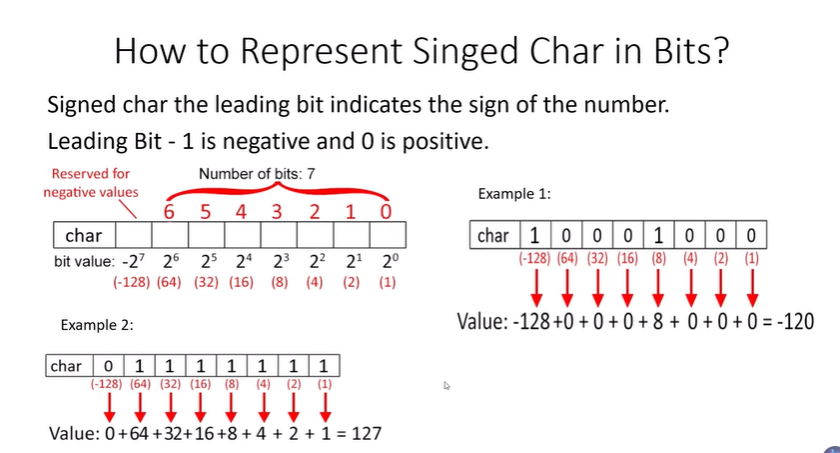 How to Represent Singed Char in Bits?
Signed char the leading bit indicates the sign of the number.
Leading Bit - 1 is negative and 0 is positive.
Reserved for
negative values
Number of bits: 7
6 5 4 3 2 1 0
char
bit value: -2⁷ 2⁶ 2⁵ 2⁴ 2³ 2² 2¹ 2⁰
(-128) (64) (32) (16) (8) (4) (2) (1)
Example 1:
char 1 0 0 0 1 0 0 0
(-128) (64) (32) (16) (8) (4) (2) (1)
Value: -128+0 + 0 + 0 + 8 + 0 + 0 + 0 = -120
Example 2:
char 0 1 1 1 1 1 1 1
(-128) (64) (32) (16) (8) (4) (2) (1)
Value: 0+64+32+16+8 + 4 + 2 + 1 = 127